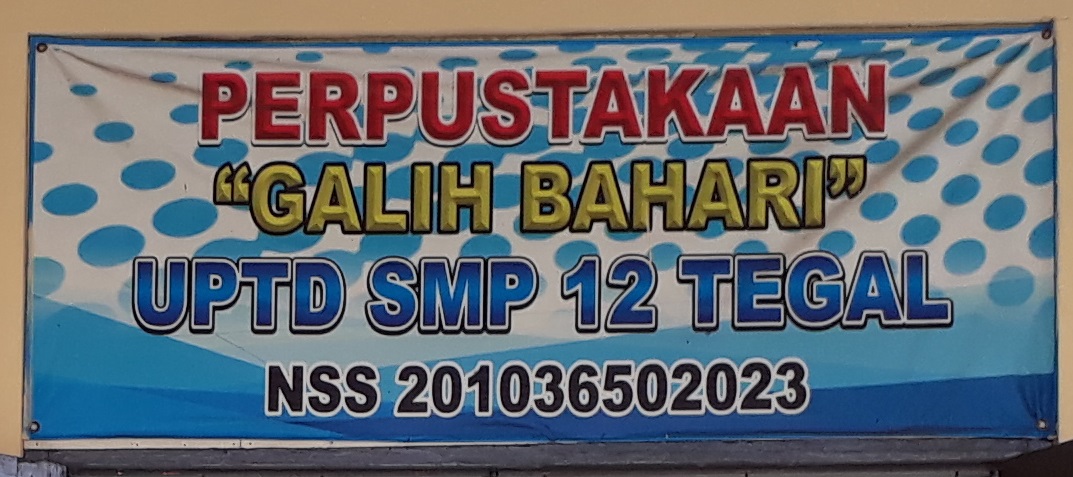 PERPUSTAKAAN
“GALIH BAHARI”
UPTD SMP 12 TEGAL
NSS 201036502023